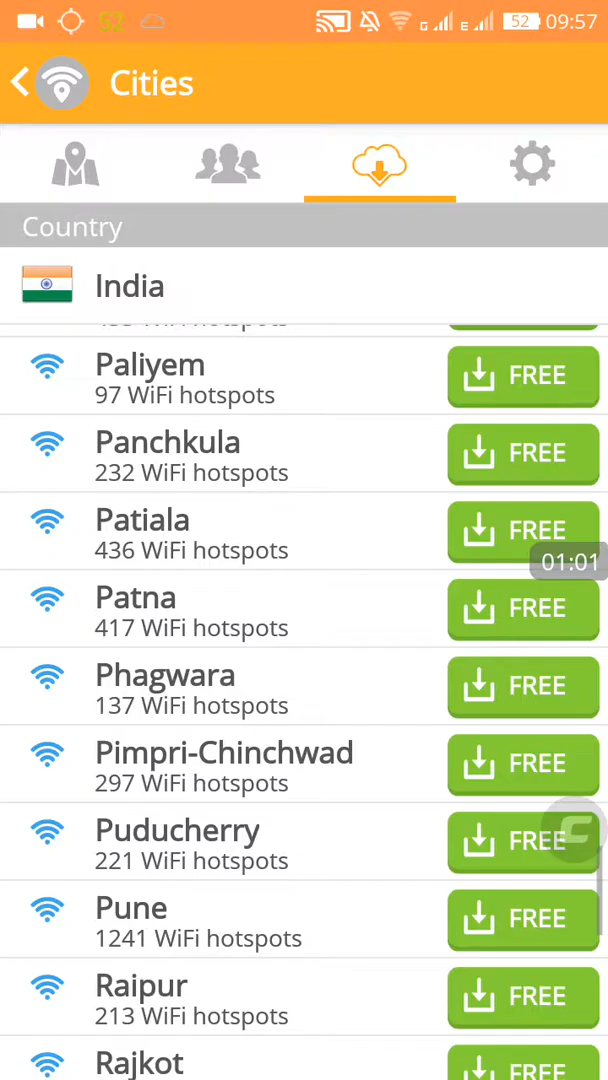 52
52
09:57
Cities
Country
India
Paliyem
97 WiFi hotspots
FREE
Panchkula
232 WiFi hotspots
FREE
Patiala
436 WiFi hotspots
FREE
01:01
Patna
417 WiFi hotspots
FREE
Phagwara
137 WiFi hotspots
FREE
Pimpri-Chinchwad
297 WiFi hotspots
FREE
Puducherry
221 WiFi hotspots
FREE
Pune
1241 WiFi hotspots
FREE
Raipur
213 WiFi hotspots
FREE
Rajkot
FREE